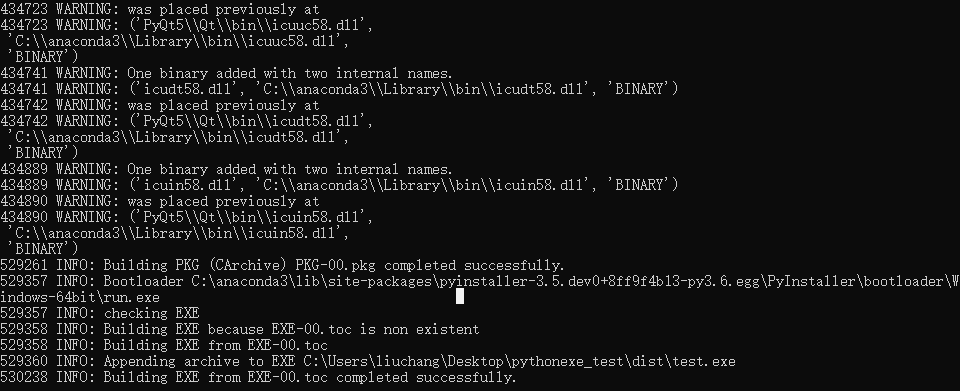 434723 WARNING: was placed previously at
434723 WARNING: ('PyQt5\\Qt\\bin\\icuuc58.dll',
 'C:\\anaconda3\\Library\\bin\\icuuc58.dll',
 'BINARY')
434741 WARNING: One binary added with two internal names.
434741 WARNING: ('icudt58.dll', 'C:\\anaconda3\\Library\\bin\\icudt58.dll', 'BINARY')
434742 WARNING: was placed previously at
434742 WARNING: ('PyQt5\\Qt\\bin\\icudt58.dll',
 'C:\\anaconda3\\Library\\bin\\icudt58.dll',
 'BINARY')
434889 WARNING: One binary added with two internal names.
434889 WARNING: ('icuin58.dll', 'C:\\anaconda3\\Library\\bin\\icuin58.dll', 'BINARY')
434890 WARNING: was placed previously at
434890 WARNING: ('PyQt5\\Qt\\bin\\icuin58.dll',
 'C:\\anaconda3\\Library\\bin\\icuin58.dll',
 'BINARY')
529261 INFO: Building PKG (CArchive) PKG-00.pkg completed successfully.
529357 INFO: Bootloader C:\anaconda3\lib\site-packages\pyinstaller-3.5.dev0+8ff9f4b13-py3.6.egg\PyInstaller\bootloader\W
indows-64bit\run.exe
529357 INFO: checking EXE
529358 INFO: Building EXE because EXE-00.toc is non existent
529358 INFO: Building EXE from EXE-00.toc
529360 INFO: Appending archive to EXE C:\Users\liuchang\Desktop\pythonexe_test\dist\test.exe
530238 INFO: Building EXE from EXE-00.toc completed successfully.